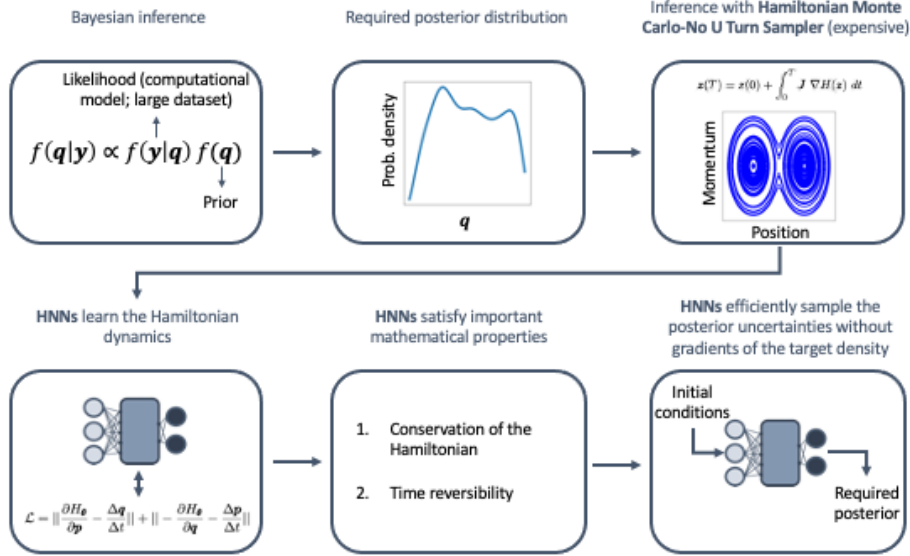 Bayesian inference
Required posterior distribution
Inference with Hamiltonian Monte
Carlo-No U Turn Sampler (expensive)
Likelihood (computational
model; large dataset)
f(q|y) ∝ f(y|q) f(q)
Prior
Prob. density
q
z(T) = z(0) + ∫₀ᵀ J ∇H(z) dt
Momentum
Position
HNNs learn the Hamiltonian
dynamics
HNNs satisfy important
mathematical properties
HNNs efficiently sample the
posterior uncertainties without
gradients of the target density
ℒ = ||∂H_θ/∂p − Δq/Δt|| + ||− ∂H_θ/∂q − Δp/Δt||
1. Conservation of the
Hamiltonian
2. Time reversibility
Initial
conditions
Required
posterior